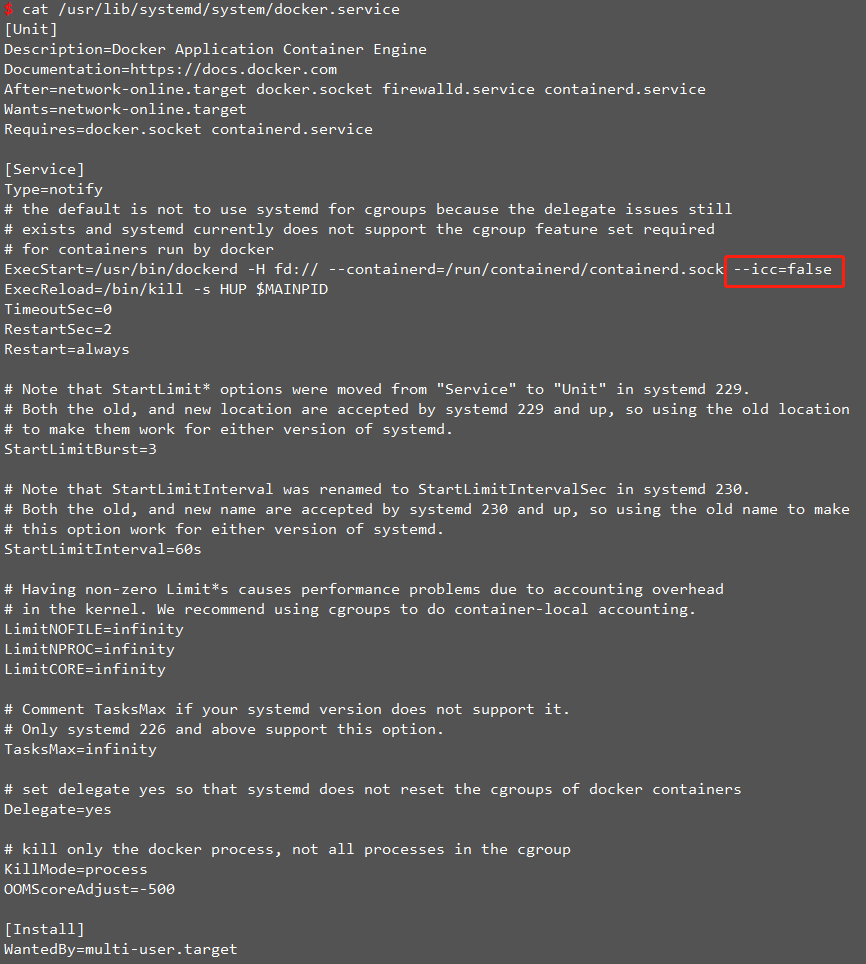 $ cat /usr/lib/systemd/system/docker.service
[Unit]
Description=Docker Application Container Engine
Documentation=https://docs.docker.com
After=network-online.target docker.socket firewalld.service containerd.service
Wants=network-online.target
Requires=docker.socket containerd.service

[Service]
Type=notify
# the default is not to use systemd for cgroups because the delegate issues still
# exists and systemd currently does not support the cgroup feature set required
# for containers run by docker
ExecStart=/usr/bin/dockerd -H fd:// --containerd=/run/containerd/containerd.sock --icc=false
ExecReload=/bin/kill -s HUP $MAINPID
TimeoutSec=0
RestartSec=2
Restart=always

# Note that StartLimit* options were moved from "Service" to "Unit" in systemd 229.
# Both the old, and new location are accepted by systemd 229 and up, so using the old location
# to make them work for either version of systemd.
StartLimitBurst=3

# Note that StartLimitInterval was renamed to StartLimitIntervalSec in systemd 230.
# Both the old, and new name are accepted by systemd 230 and up, so using the old name to make
# this option work for either version of systemd.
StartLimitInterval=60s

# Having non-zero Limit*s causes performance problems due to accounting overhead
# in the kernel. We recommend using cgroups to do container-local accounting.
LimitNOFILE=infinity
LimitNPROC=infinity
LimitCORE=infinity

# Comment TasksMax if your systemd version does not support it.
# Only systemd 226 and above support this option.
TasksMax=infinity

# set delegate yes so that systemd does not reset the cgroups of docker containers
Delegate=yes

# kill only the docker process, not all processes in the cgroup
KillMode=process
OOMScoreAdjust=-500

[Install]
WantedBy=multi-user.target